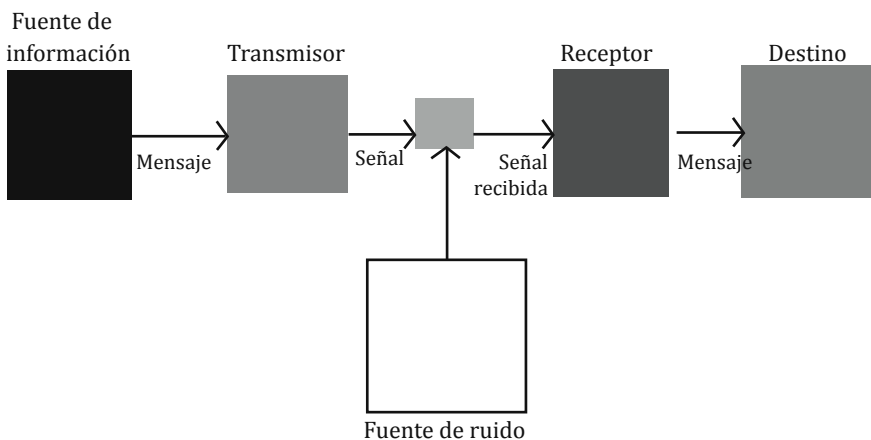 Fuente de
información
Transmisor
Receptor
Destino
Mensaje
Señal
Señal
recibida
Mensaje
Fuente de ruido